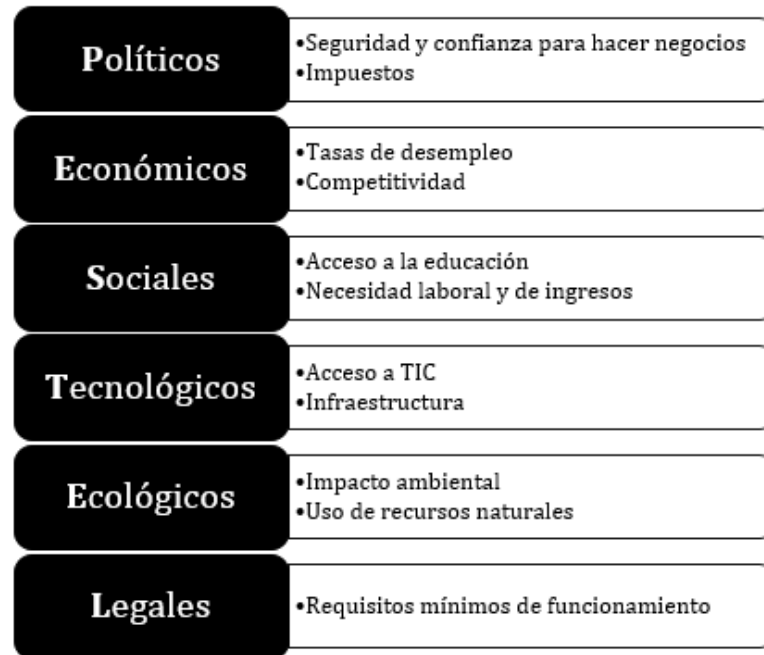 Políticos
•Seguridad y confianza para hacer negocios
•Impuestos
Económicos
•Tasas de desempleo
•Competitividad
Sociales
•Acceso a la educación
•Necesidad laboral y de ingresos
Tecnológicos
•Acceso a TIC
•Infraestructura
Ecológicos
•Impacto ambiental
•Uso de recursos naturales
Legales
•Requisitos mínimos de funcionamiento